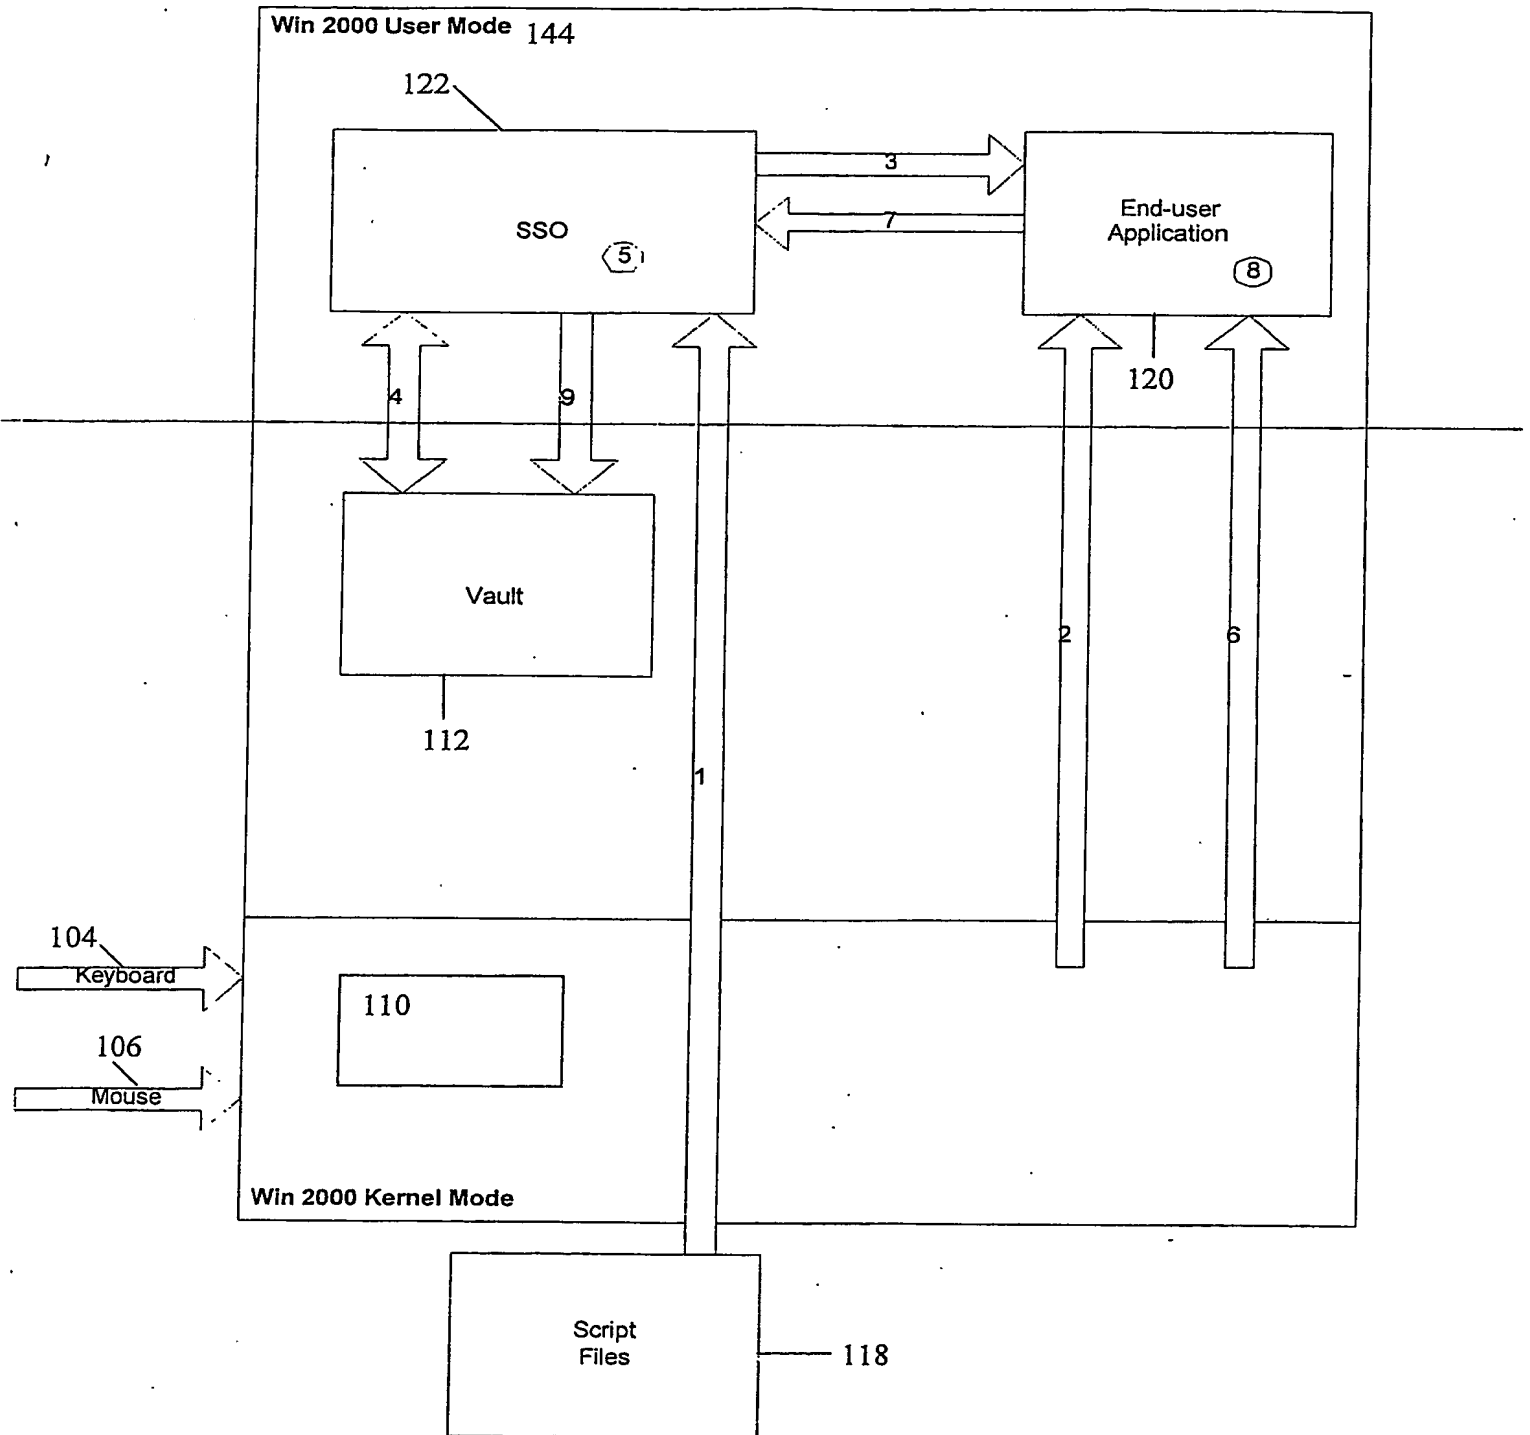 Win 2000 User Mode 144
122
3
7
SSO
5
End-user
Application
8
120
4
9
Vault
112
2
6
1
104
Keyboard
110
106
Mouse
Win 2000 Kernel Mode
Script
Files
118